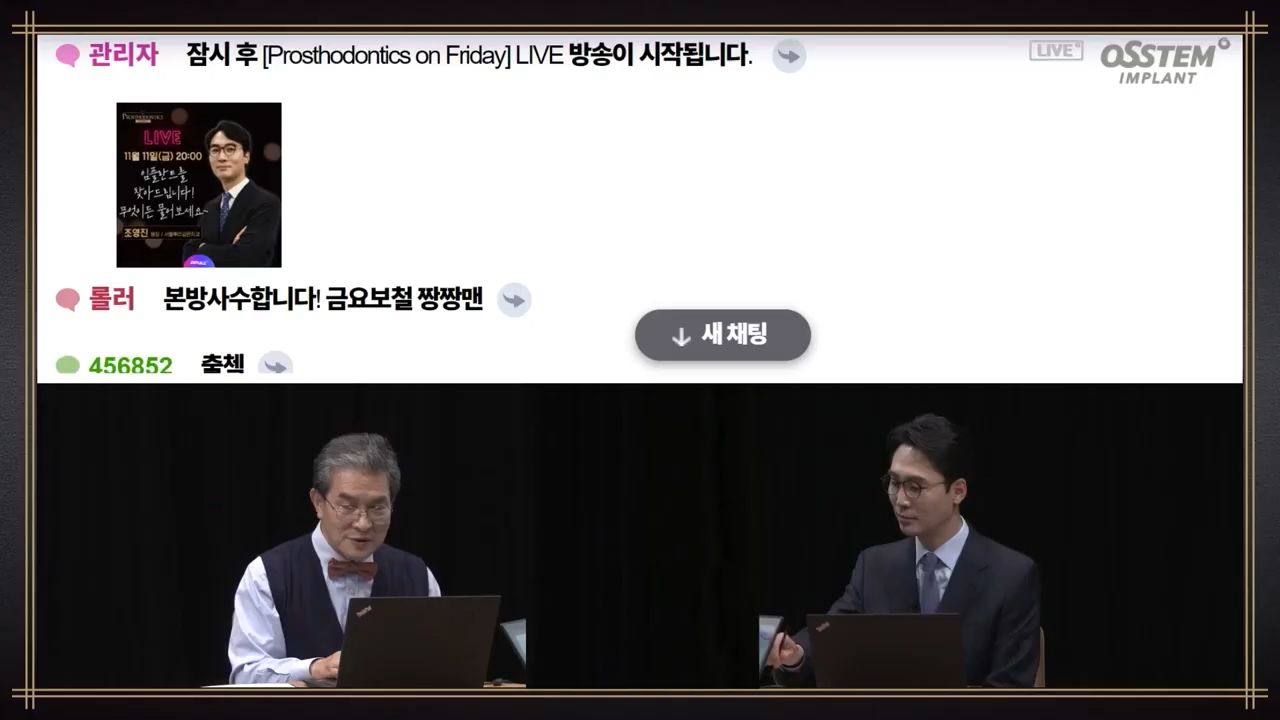 관리자 잠시 후 [Prosthodontics on Friday] LIVE 방송이 시작됩니다.
LIVE
OSSTEM
IMPLANT
PROSTHODONTICS
LIVE
11월 11일(금) 20:00
임플란트를
찾아드립니다!
무엇이든 물어보세요~
조영진
롤러 본방사수합니다! 금요보철 짱짱맨
새 채팅
456852 출첵
ThinkPad
ThinkPad